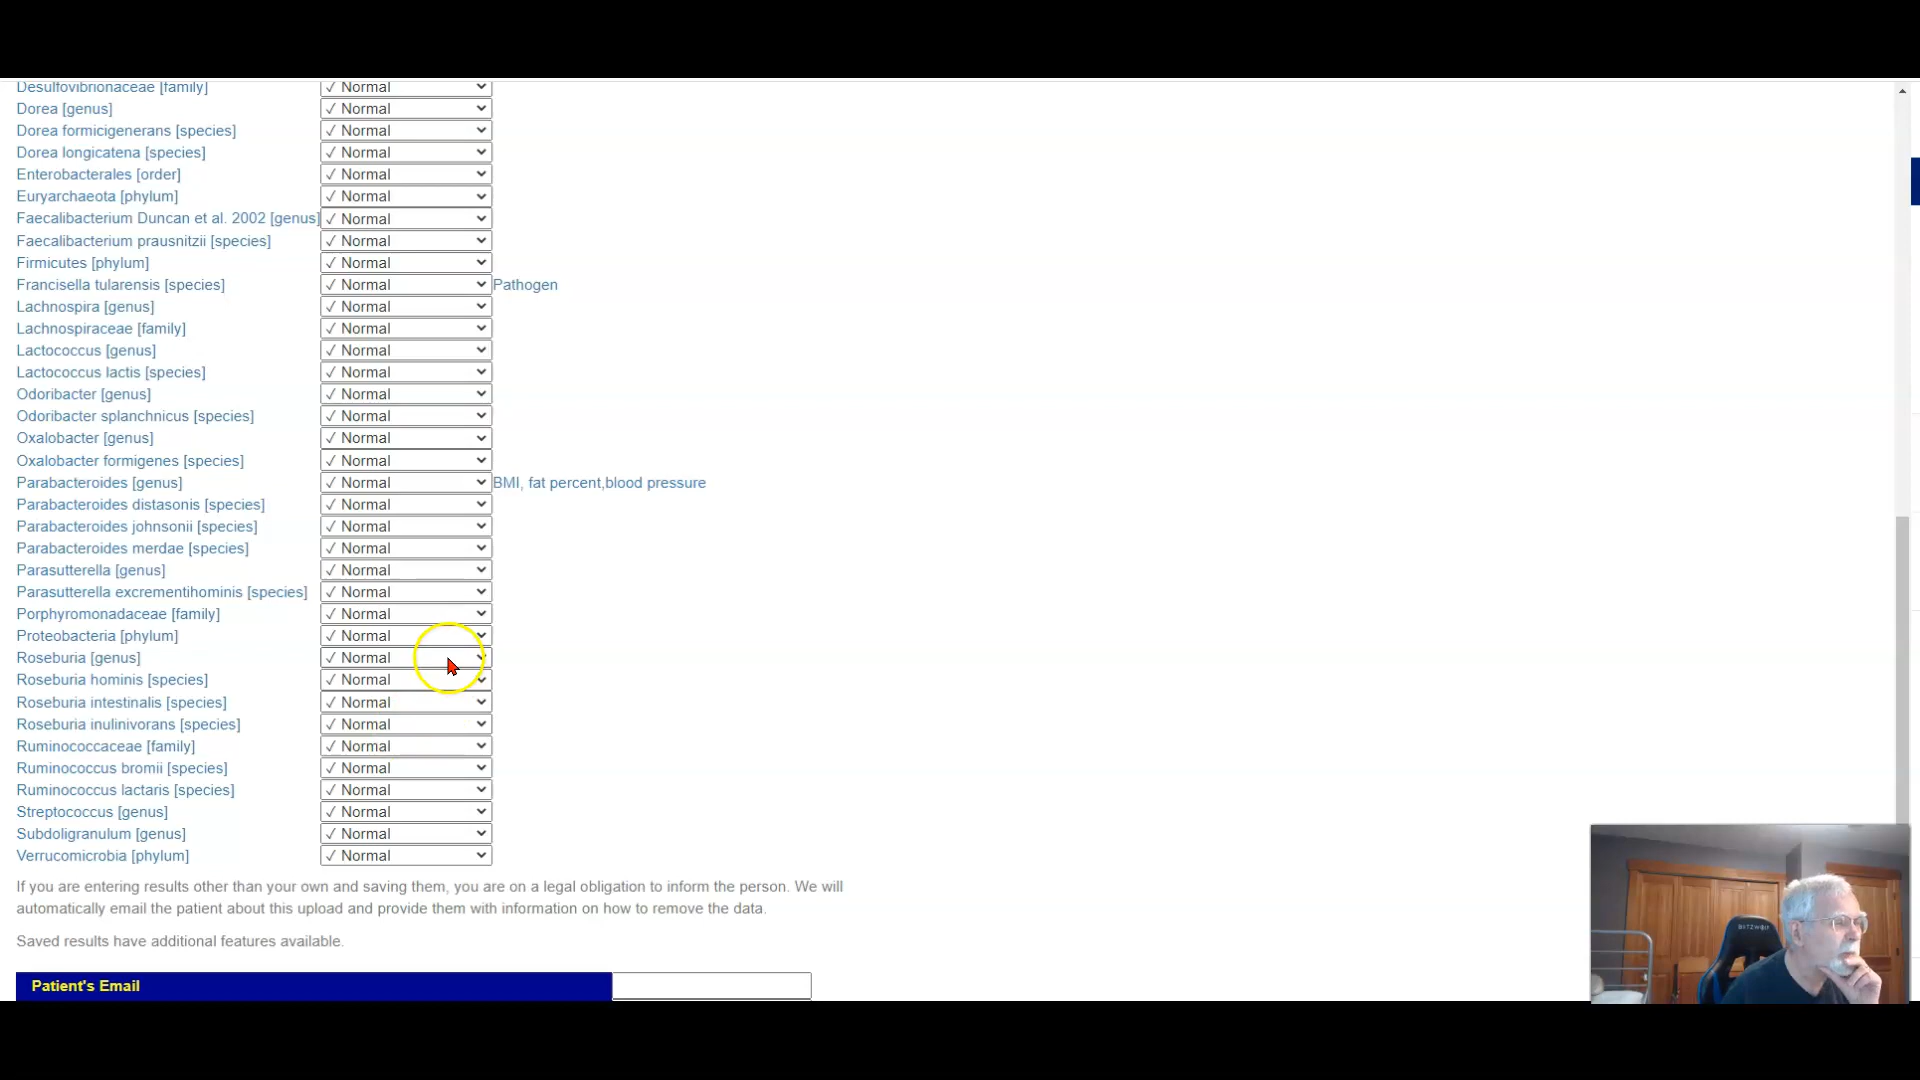 Desulfovibrionaceae [family] ✓ Normal
Dorea [genus] ✓ Normal
Dorea formicigenerans [species] ✓ Normal
Dorea longicatena [species] ✓ Normal
Enterobacterales [order] ✓ Normal
Euryarchaeota [phylum] ✓ Normal
Faecalibacterium Duncan et al. 2002 [genus] ✓ Normal
Faecalibacterium prausnitzii [species] ✓ Normal
Firmicutes [phylum] ✓ Normal
Francisella tularensis [species] ✓ Normal Pathogen
Lachnospira [genus] ✓ Normal
Lachnospiraceae [family] ✓ Normal
Lactococcus [genus] ✓ Normal
Lactococcus lactis [species] ✓ Normal
Odoribacter [genus] ✓ Normal
Odoribacter splanchnicus [species] ✓ Normal
Oxalobacter [genus] ✓ Normal
Oxalobacter formigenes [species] ✓ Normal
Parabacteroides [genus] ✓ Normal BMI, fat percent,blood pressure
Parabacteroides distasonis [species] ✓ Normal
Parabacteroides johnsonii [species] ✓ Normal
Parabacteroides merdae [species] ✓ Normal
Parasutterella [genus] ✓ Normal
Parasutterella excrementihominis [species] ✓ Normal
Porphyromonadaceae [family] ✓ Normal
Proteobacteria [phylum] ✓ Normal
Roseburia [genus] ✓ Normal
Roseburia hominis [species] ✓ Normal
Roseburia intestinalis [species] ✓ Normal
Roseburia inulinivorans [species] ✓ Normal
Ruminococcaceae [family] ✓ Normal
Ruminococcus bromii [species] ✓ Normal
Ruminococcus lactaris [species] ✓ Normal
Streptococcus [genus] ✓ Normal
Subdoligranulum [genus] ✓ Normal
Verrucomicrobia [phylum] ✓ Normal
If you are entering results other than your own and saving them, you are on a legal obligation to inform the person. We will
automatically email the patient about this upload and provide them with information on how to remove the data.
Saved results have additional features available.
Patient's Email
BLITZWOLF